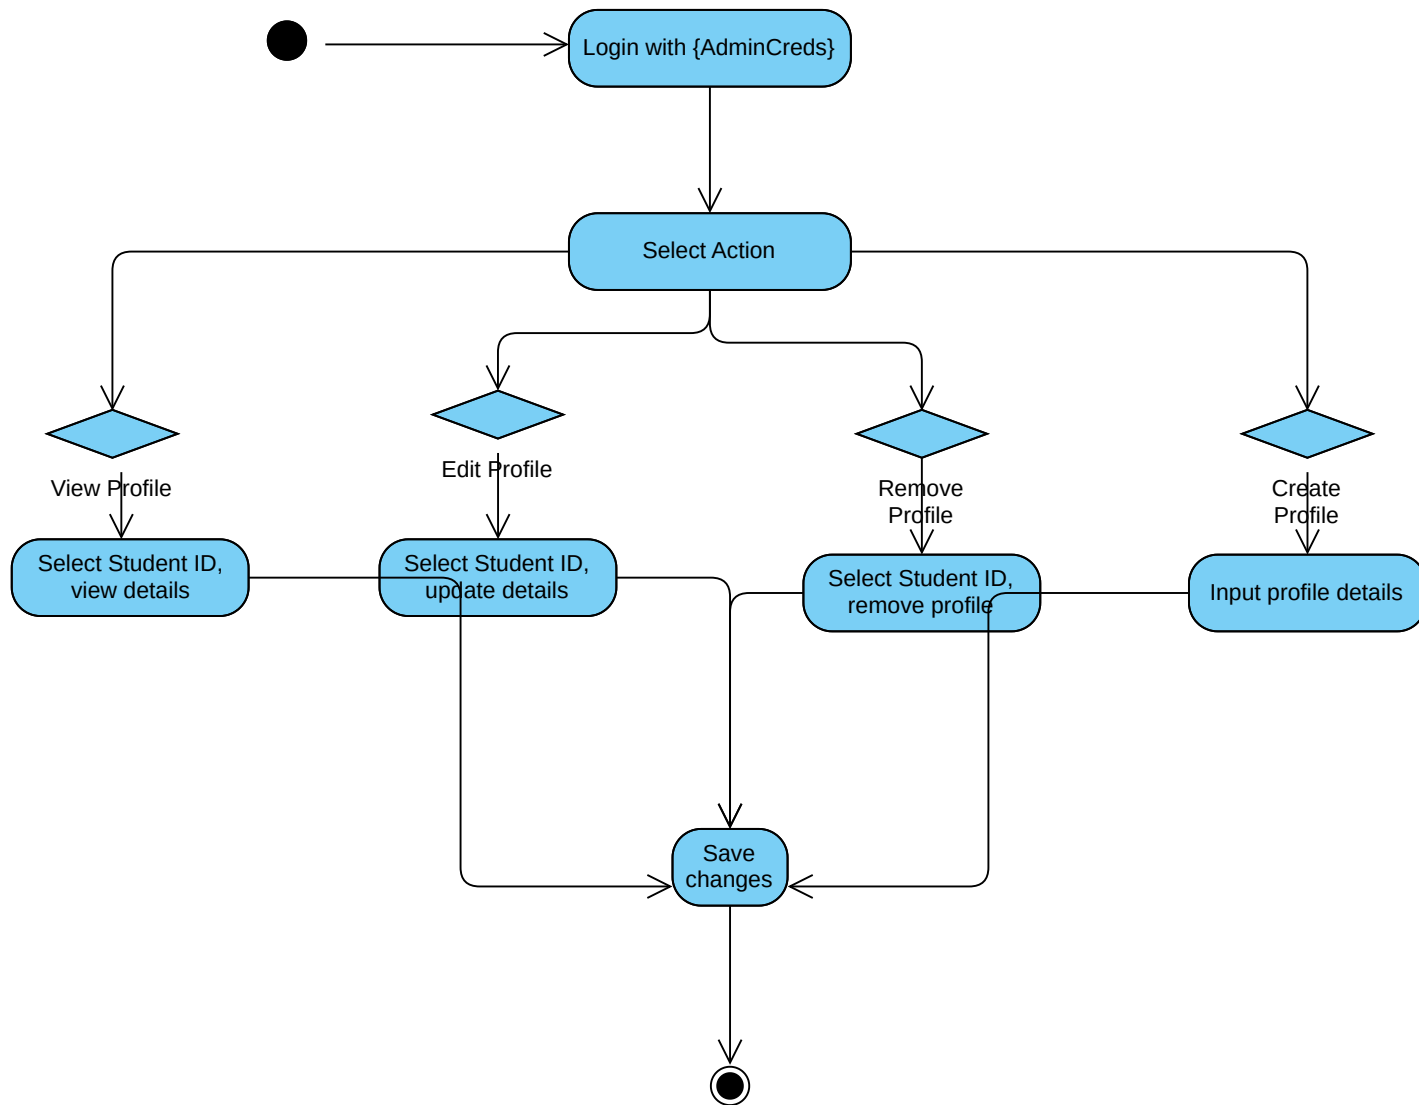 Login with {AdminCreds}
Select Action
View Profile
Edit Profile
Remove
Profile
Create
Profile
Select Student ID,
view details
Select Student ID,
update details
Select Student ID,
remove profile
Input profile details
Save
changes